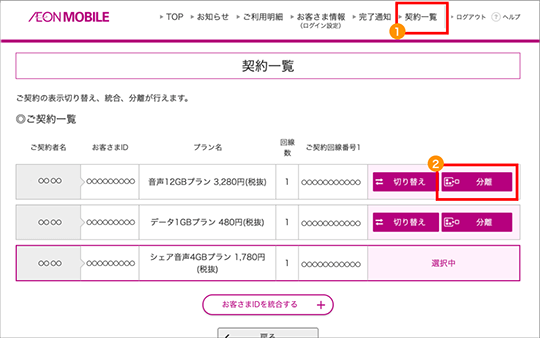 ÆON MOBILE
TOP お知らせ ご利用明細 お客さま情報 完了通知 契約一覧 ログアウト ? ヘルプ
(ログイン設定)
1
契約一覧
ご契約の表示切り替え、統合、分離が行えます。
◎ご契約一覧
ご契約者名 お客さまID プラン名 回線数 ご契約回線番号1
2
○○ ○○ ○○○○○○○○○ 音声12GBプラン 3,280円(税抜) 1 ○○○○○○○○○○○ 切り替え 分離
○○ ○○ ○○○○○○○○○ データ1GBプラン 480円(税抜) 1 ○○○○○○○○○○○ 切り替え 分離
○○ ○○ ○○○○○○○○○ シェア音声4GBプラン 1,780円 1 ○○○○○○○○○○○ 選択中
(税抜)
お客さまIDを統合する +
戻る